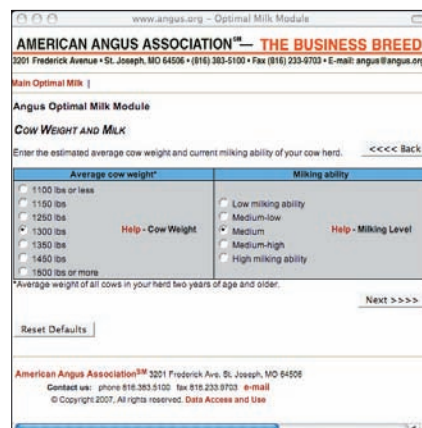 www.angus.org – Optimal Milk Module
AMERICAN ANGUS ASSOCIATION℠— THE BUSINESS BREED
3201 Frederick Avenue • St. Joseph, MO 64506 • (816) 383-5100 • Fax (816) 233-9703 • E-mail: angus@angus.org
Main Optimal Milk |
Angus Optimal Milk Module
COW WEIGHT AND MILK
Enter the estimated average cow weight and current milking ability of your cow herd.
<<<< Back
Average cow weight* Milking ability
1100 lbs or less
1150 lbs
1250 lbs
1300 lbs
1350 lbs
1450 lbs
1500 lbs or more
Help - Cow Weight
Low milking ability
Medium-low
Medium
Medium-high
High milking ability
Help - Milking Level
*Average weight of all cows in your herd two years of age and older.
Next >>>>
Reset Defaults
American Angus Association℠ 3201 Frederick Ave. St. Joseph, MO 64506
Contact us: phone 816.383.5100 fax 816.233.9703 e-mail
© Copyright 2007, All rights reserved. Data Access and Use